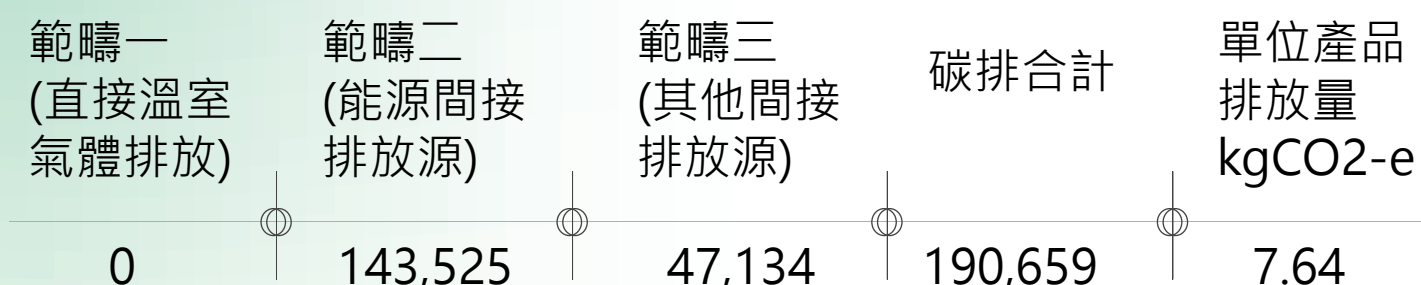 範疇一
(直接溫室
氣體排放)
範疇二
(能源間接
排放源)
範疇三
(其他間接
排放源)
碳排合計
單位產品
排放量
kgCO2-e
0
143,525
47,134
190,659
7.64